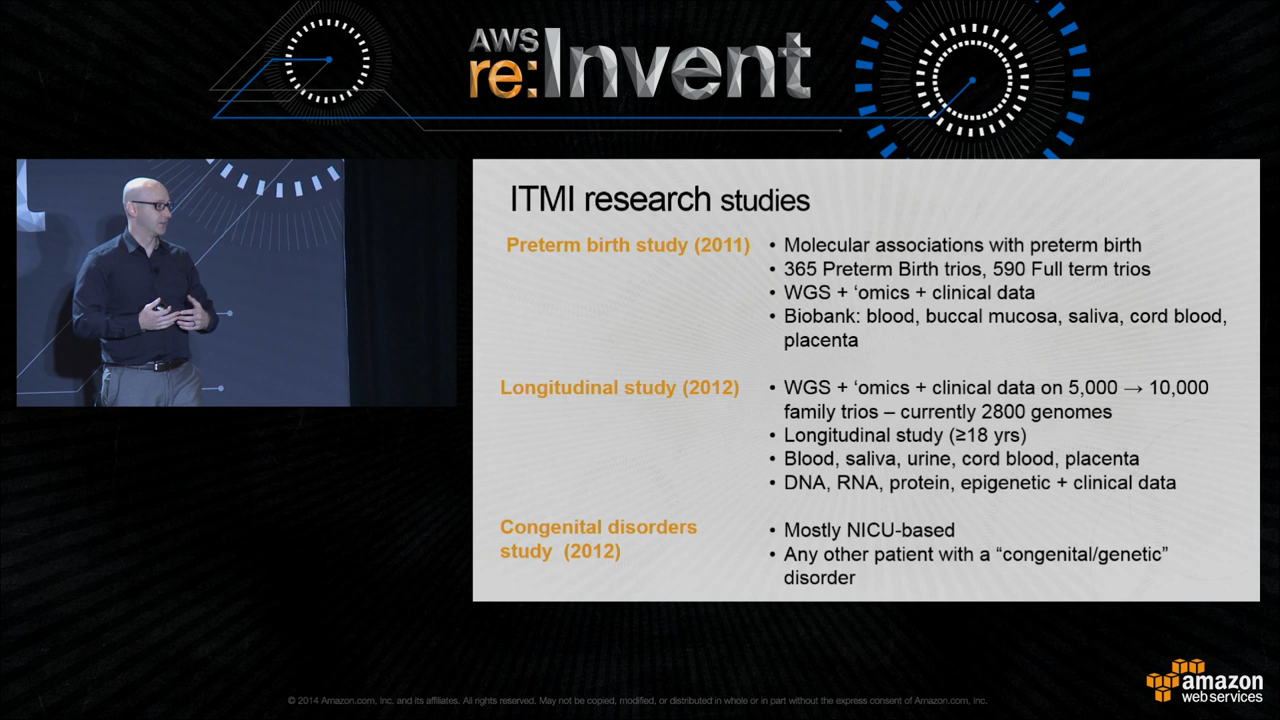 AWS
re:Invent
ITMI research studies
Preterm birth study (2011)
• Molecular associations with preterm birth
• 365 Preterm Birth trios, 590 Full term trios
• WGS + ‘omics + clinical data
• Biobank: blood, buccal mucosa, saliva, cord blood,
placenta
Longitudinal study (2012)
• WGS + ‘omics + clinical data on 5,000 → 10,000
family trios – currently 2800 genomes
• Longitudinal study (≥18 yrs)
• Blood, saliva, urine, cord blood, placenta
• DNA, RNA, protein, epigenetic + clinical data
Congenital disorders
study (2012)
• Mostly NICU-based
• Any other patient with a “congenital/genetic”
disorder
amazon
web services
© 2014 Amazon.com, Inc. and its affiliates. All rights reserved. May not be copied, modified, or distributed in whole or in part without the express consent of Amazon.com, Inc.